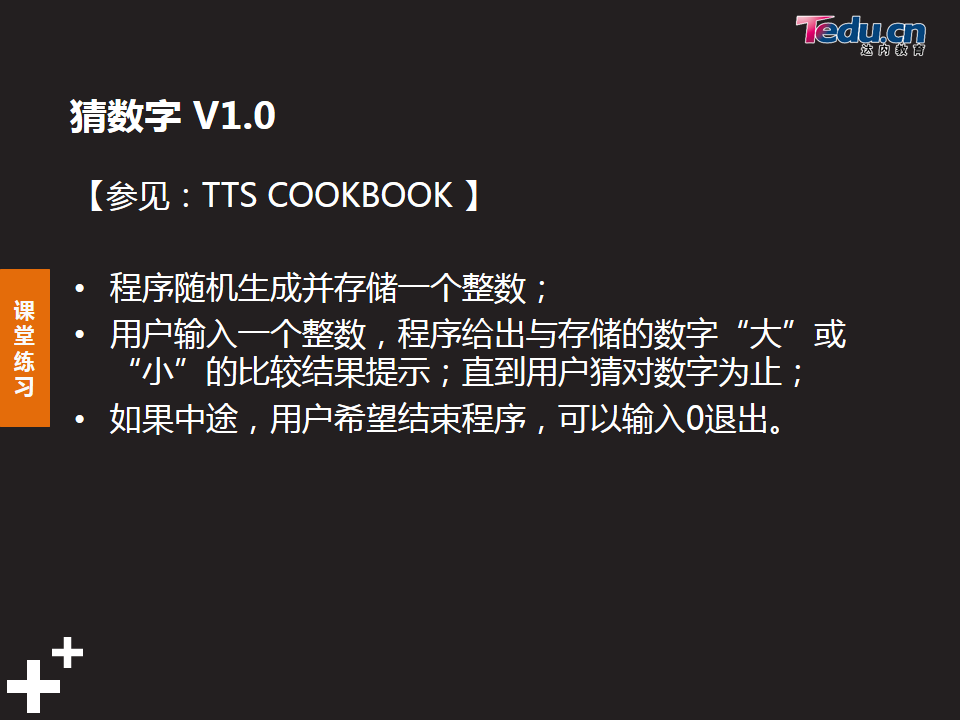 Tedu.cn
达内教育
猜数字 V1.0
【参见：TTS COOKBOOK 】
• 程序随机生成并存储一个整数；
• 用户输入一个整数，程序给出与存储的数字“大”或
“小”的比较结果提示；直到用户猜对数字为止；
• 如果中途，用户希望结束程序，可以输入0退出。
课
堂
练
习